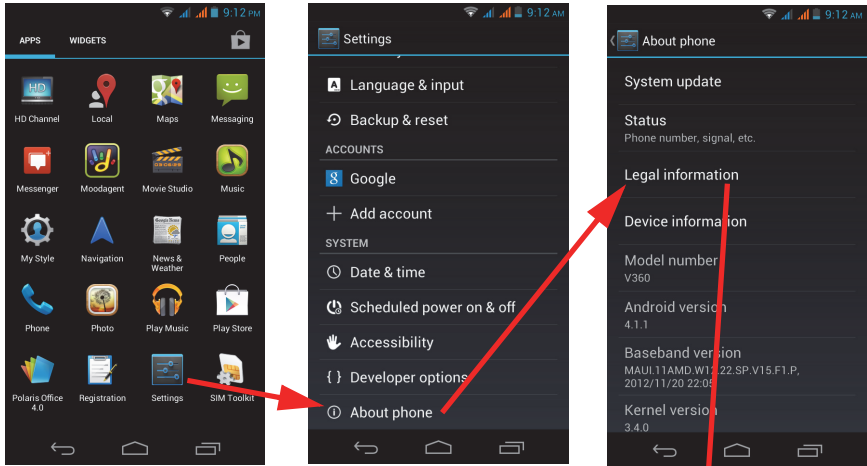 9:12 PM
APPS WIDGETS
HD
HD Channel Local Maps Messaging
Messenger Moodagent Movie Studio Music
Google News
My Style Navigation News & People
Weather
Phone Photo Play Music Play Store
Polaris Office Registration Settings SIM Toolkit
4.0
9:12 AM
Settings
A Language & input
Backup & reset
ACCOUNTS
8 Google
Add account
SYSTEM
Date & time
Scheduled power on & off
Accessibility
{ } Developer options
About phone
9:12 AM
About phone
System update
Status
Phone number, signal, etc.
Legal information
Device information
Model number
V360
Android version
4.1.1
Baseband version
2012/11/20 22:05
Kernel version
3.4.0